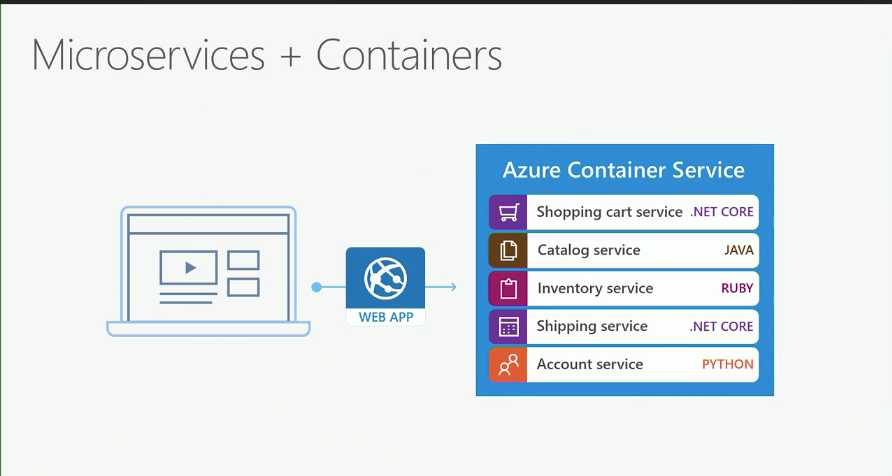 Microservices + Containers
Azure Container Service
Shopping cart service .NET CORE
Catalog service JAVA
Inventory service RUBY
WEB APP
Shipping service .NET CORE
Account service PYTHON